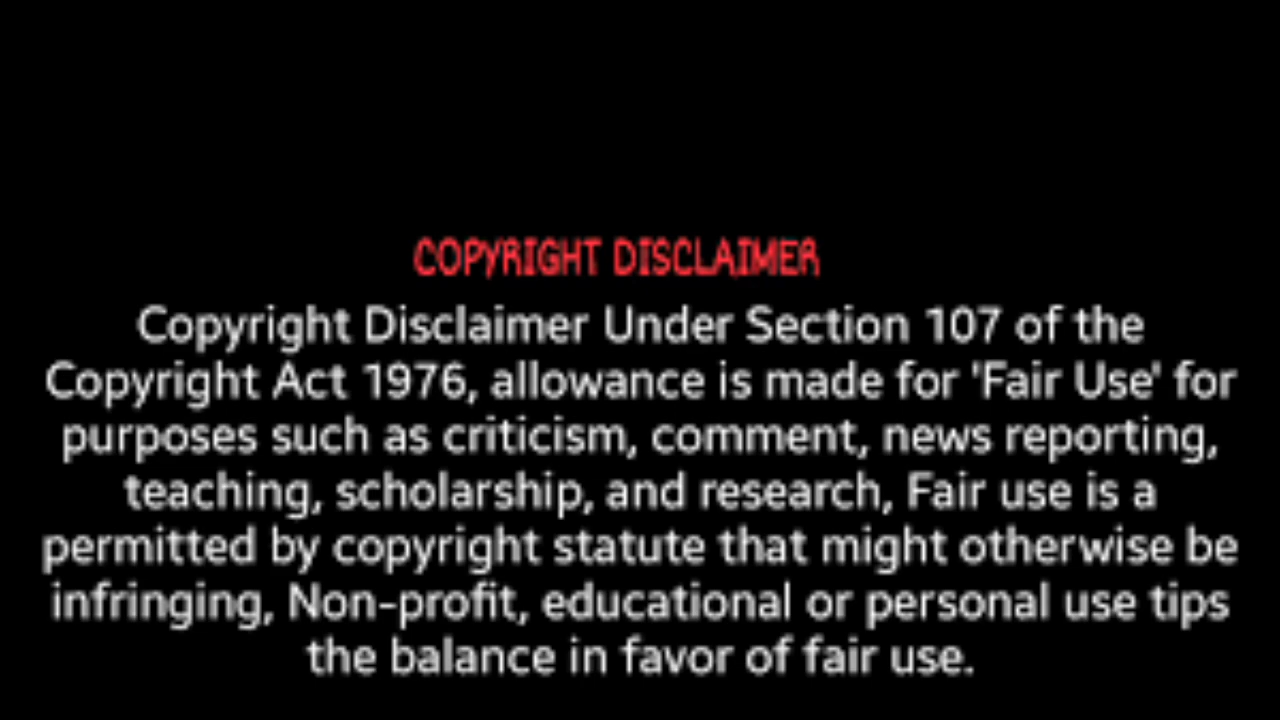 COPYRIGHT DISCLAIMER
Copyright Disclaimer Under Section 107 of the
Copyright Act 1976, allowance is made for 'Fair Use' for
purposes such as criticism, comment, news reporting,
teaching, scholarship, and research, Fair use is a
permitted by copyright statute that might otherwise be
infringing, Non-profit, educational or personal use tips
the balance in favor of fair use.